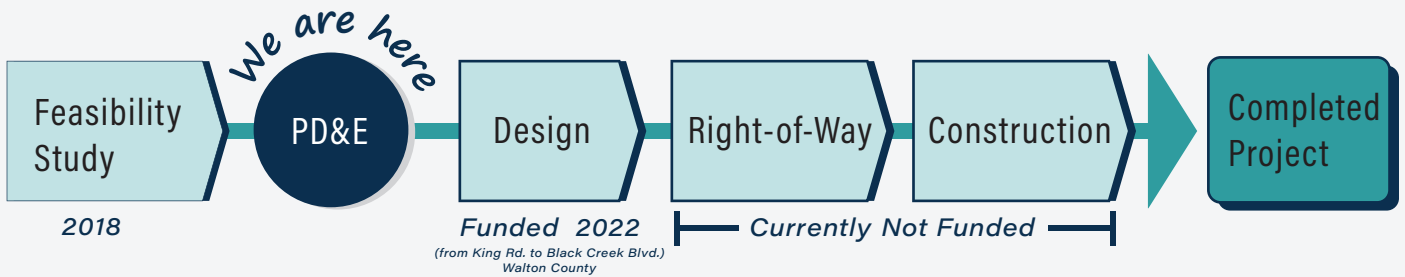 We are here
Feasibility
Study
PD&E
Design
Right-of-Way
Construction
Completed
Project
2018
Funded 2022
(from King Rd. to Black Creek Blvd.)
Walton County
Currently Not Funded